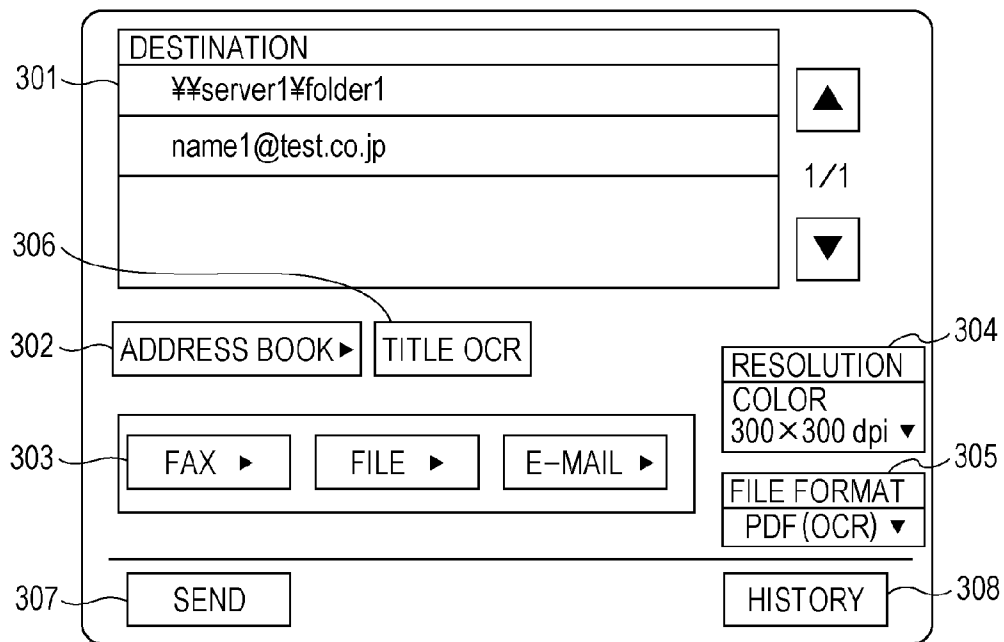 DESTINATION
301
¥¥server1¥folder1
name1@test.co.jp
▲
1/1
▼
306
302
ADDRESS BOOK▶
TITLE OCR
304
RESOLUTION
COLOR
300×300 dpi ▼
303
FAX ▶
FILE ▶
E-MAIL ▶
305
FILE FORMAT
PDF(OCR) ▼
307
SEND
HISTORY
308